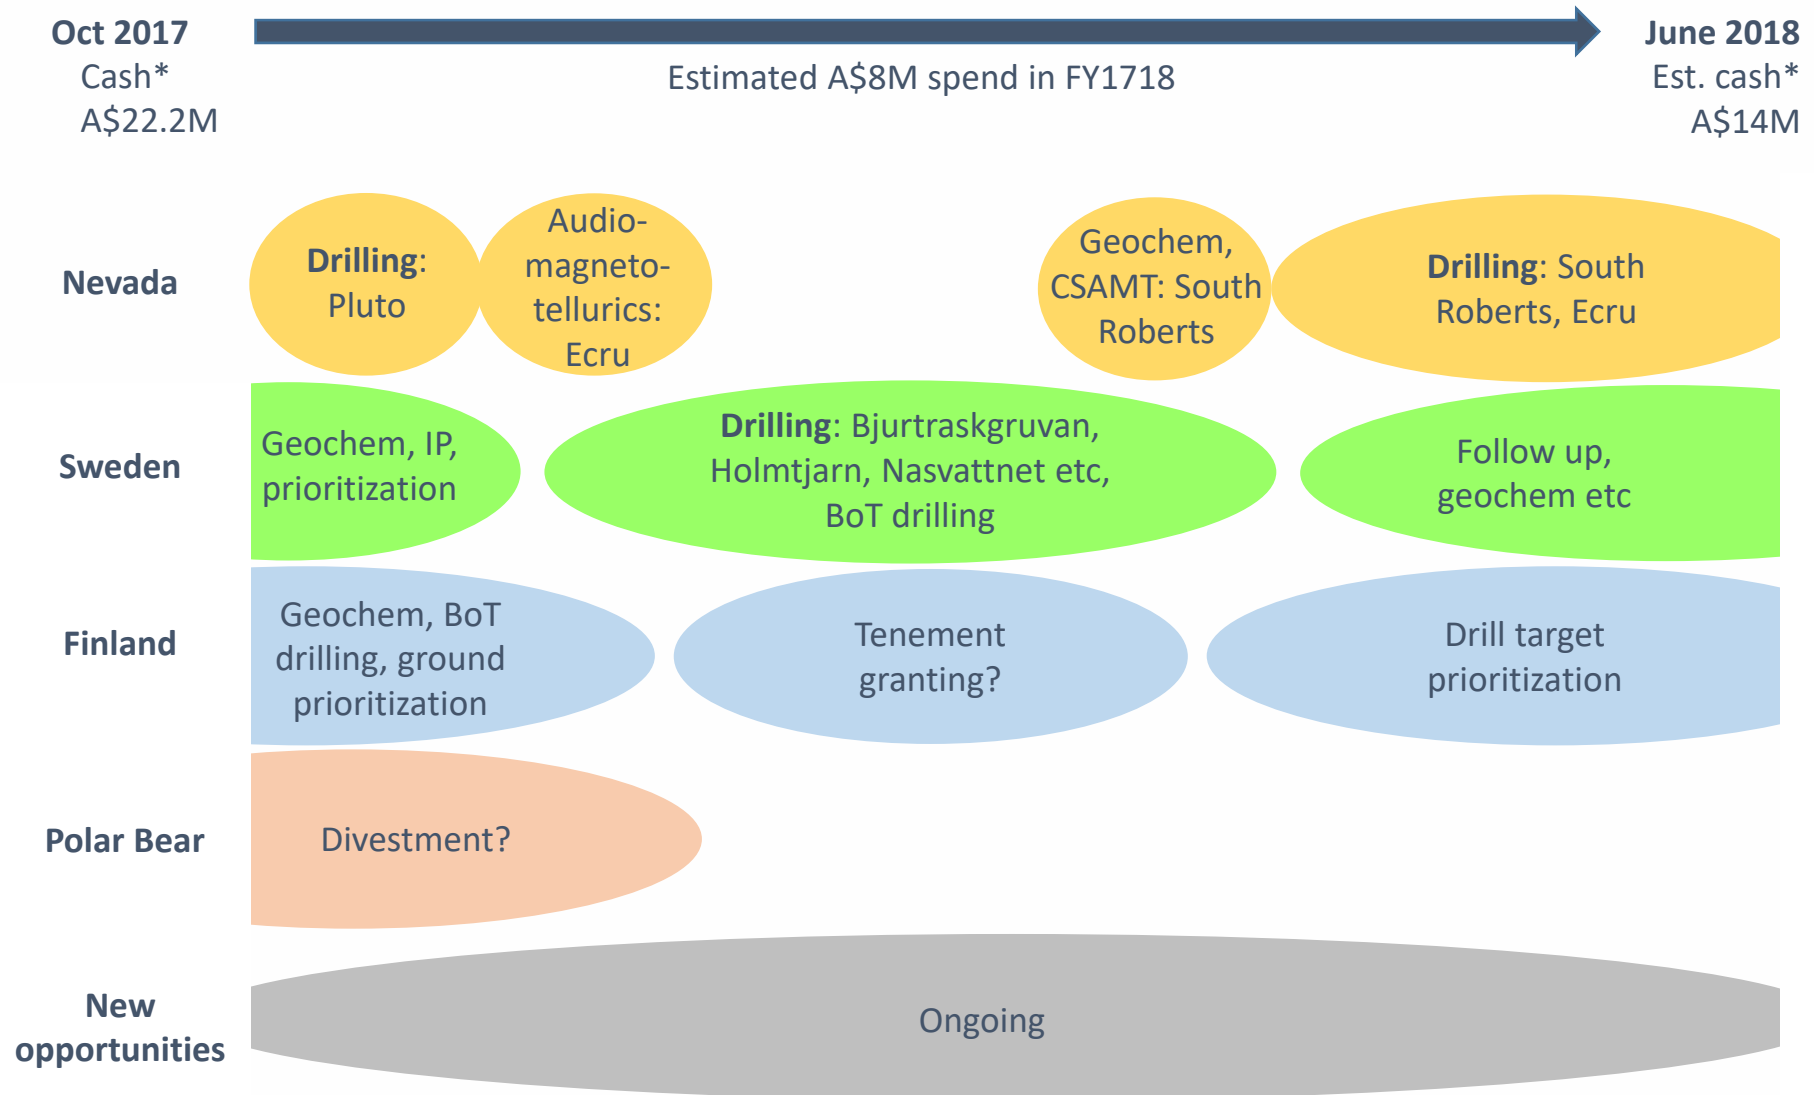 Oct 2017
Cash*
A$22.2M
Estimated A$8M spend in FY1718
June 2018
Est. cash*
A$14M
Nevada
Drilling:
Pluto
Audio-
magneto-
tellurics:
Ecru
Geochem,
CSAMT: South
Roberts
Drilling: South
Roberts, Ecru
Sweden
Geochem, IP,
prioritization
Drilling: Bjurtraskgruvan,
Holmtjarn, Nasvattnet etc,
BoT drilling
Follow up,
geochem etc
Finland
Geochem, BoT
drilling, ground
prioritization
Tenement
granting?
Drill target
prioritization
Polar Bear
Divestment?
New
opportunities
Ongoing